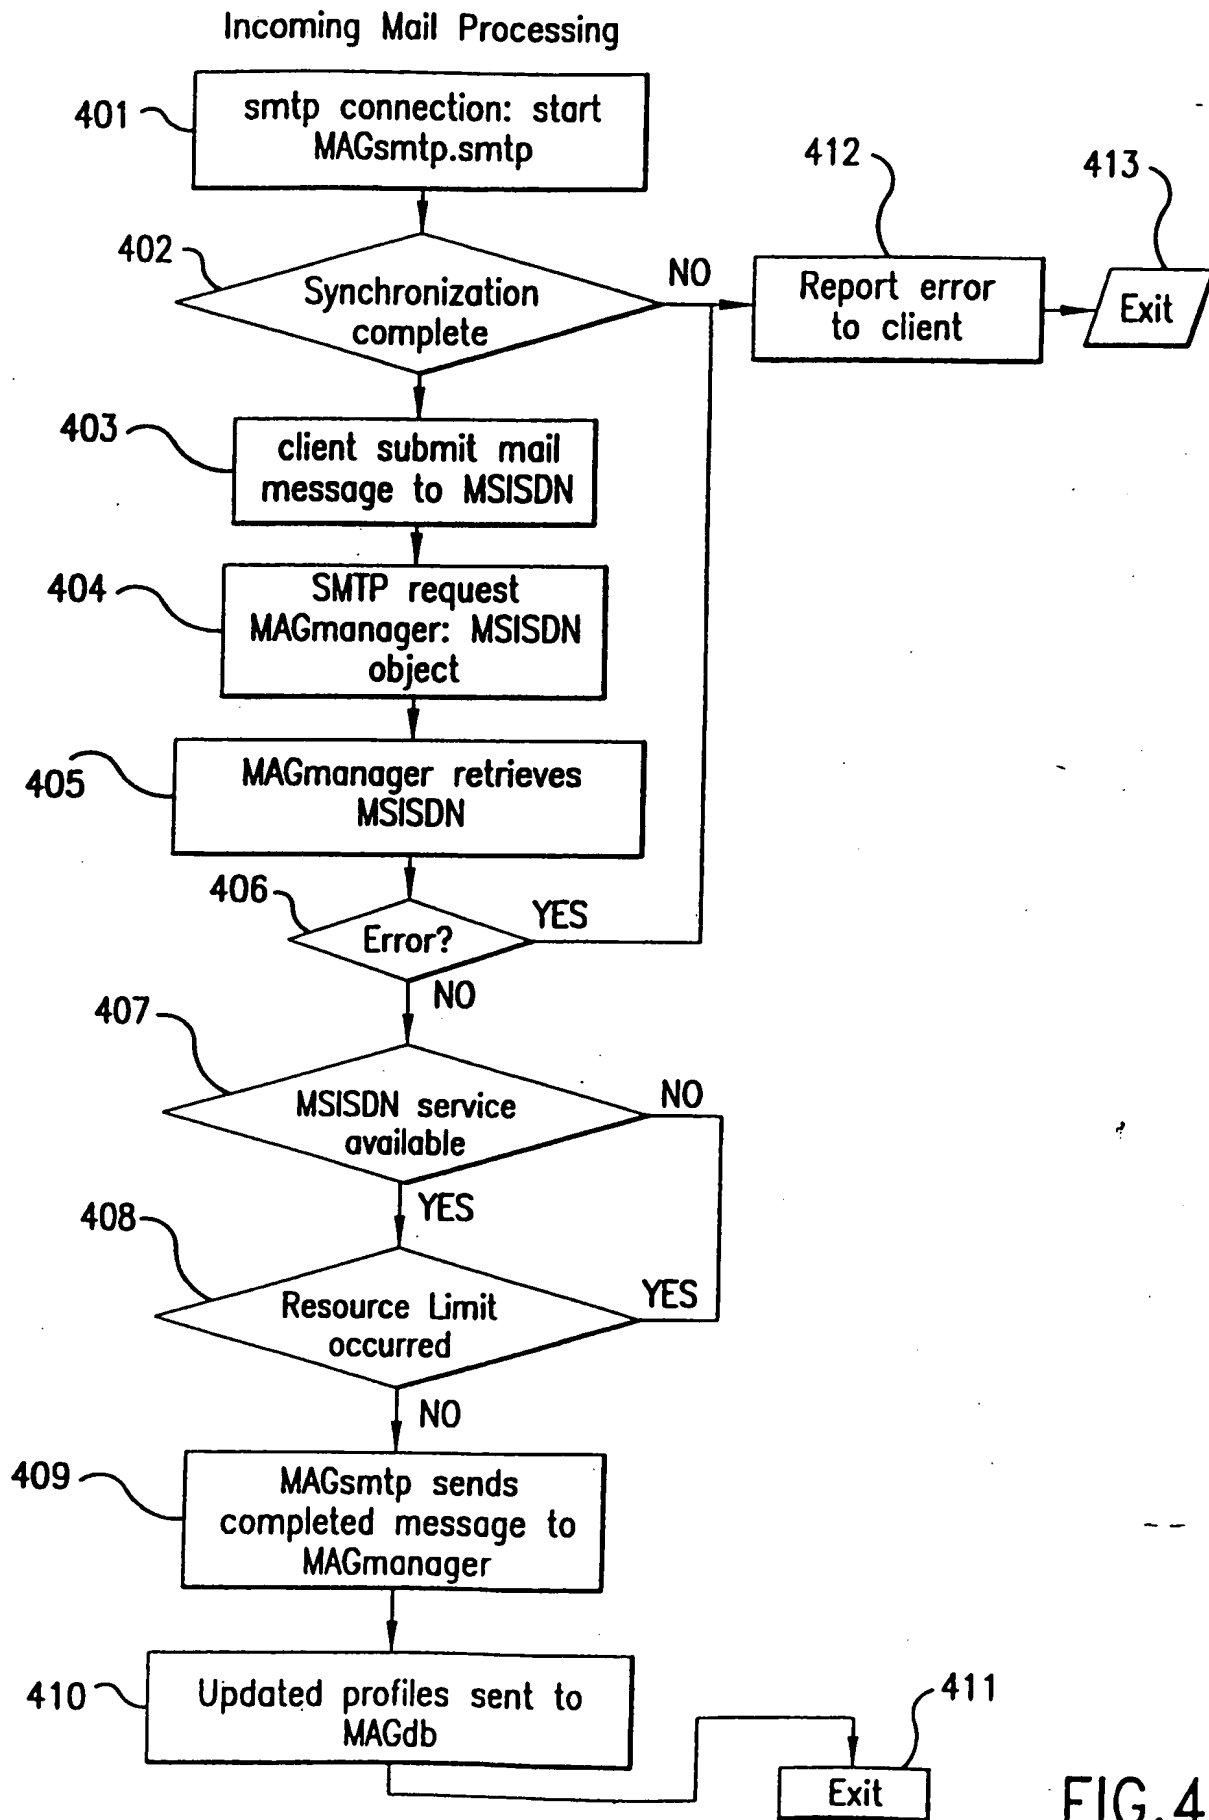 Incoming Mail Processing
401
smtp connection: start
MAGsmtp.smtp
412
413
402
Synchronization
complete
NO
Report error
to client
Exit
403
client submit mail
message to MSISDN
404
SMTP request
MAGmanager: MSISDN
object
405
MAGmanager retrieves
MSISDN
406
Error?
YES
NO
407
MSISDN service
available
NO
YES
408
Resource Limit
occurred
YES
NO
409
MAGsmtp sends
completed message to
MAGmanager
410
Updated profiles sent to
MAGdb
411
Exit
FIG.4